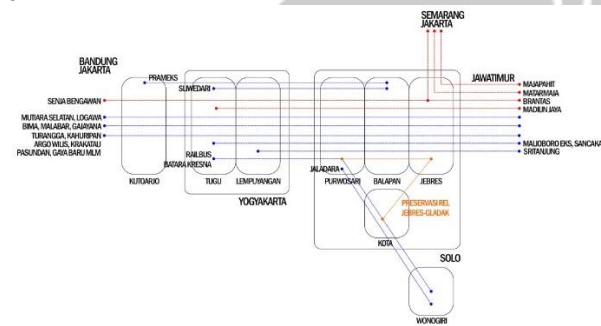 SEMARANG
JAKARTA
BANDUNG
JAKARTA
JAWATIMUR
PRAMEKS
SLIWEDARI
SENJA BENGAWAN
MUTIARA SELATAN, LOGAWA
BIMA, MALABAR, GAJAYANA
TURANGGA, KAHURIPAN
ARGO WILIS, KRAKATAU
PASUNDAN, GAYA BARU MLM
RAILBUS
BATARA KRESNA
JALADARA
MAJAPAHIT
MATARMAJA
BRANTAS
MADIUN JAYA
MALIOBORO EKS, SANCAKA
SRITANJUNG
KUTOARJO
TUGU
LEMPUYANGAN
PURWOSARI
BALAPAN
JEBRES
YOGYAKARTA
PRESERVASI REL
JEBRES-GLADAK
KOTA
SOLO
WONOGIRI